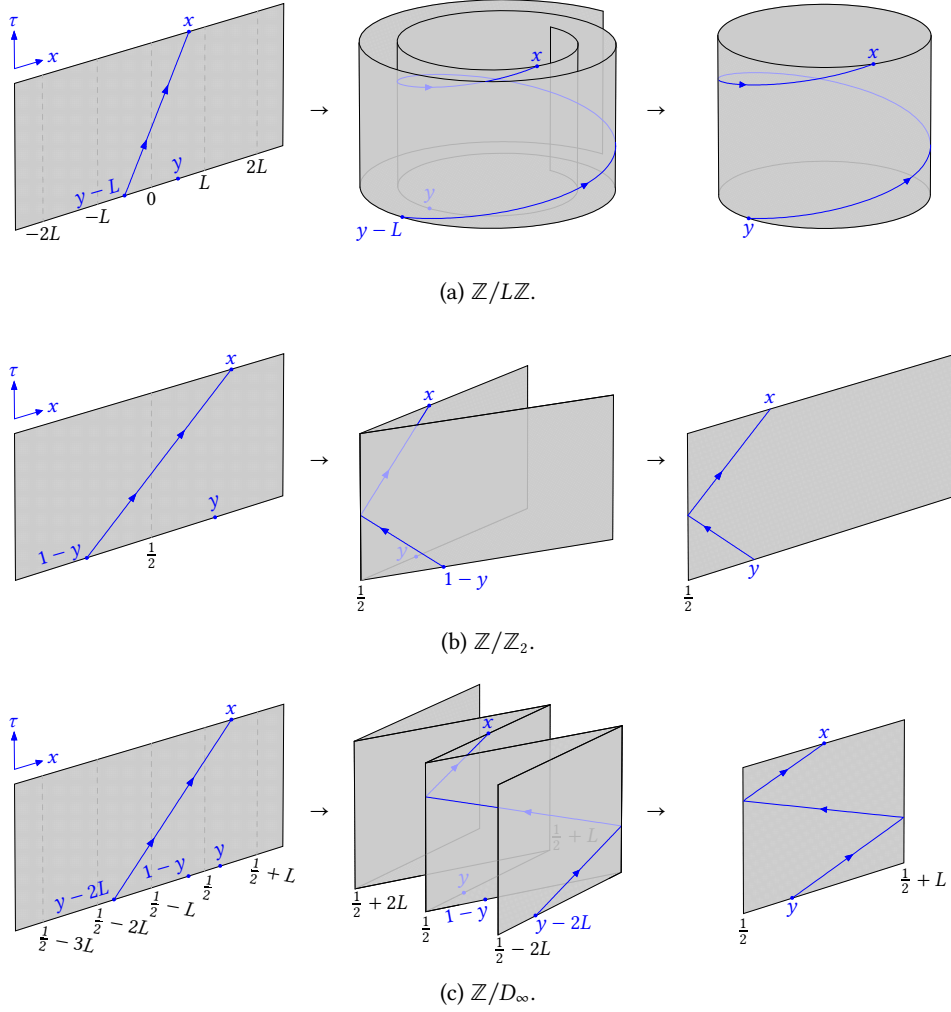 τ
x
x
y − L
y
−2L
−L
0
L
2L
→
x
y
y − L
→
x
y
(a) ℤ/Lℤ.
τ
x
x
1 − y
y
1/2
→
x
y
1 − y
1/2
→
x
y
1/2
(b) ℤ/ℤ₂.
τ
x
x
y − 2L
1 − y
y
1/2 − 3L
1/2 − 2L
1/2 − L
1/2
1/2 + L
→
x
1/2 + L
y
1 − y
y − 2L
1/2 + 2L
1/2
1/2 − 2L
→
x
y
1/2
1/2 + L
(c) ℤ/D∞.